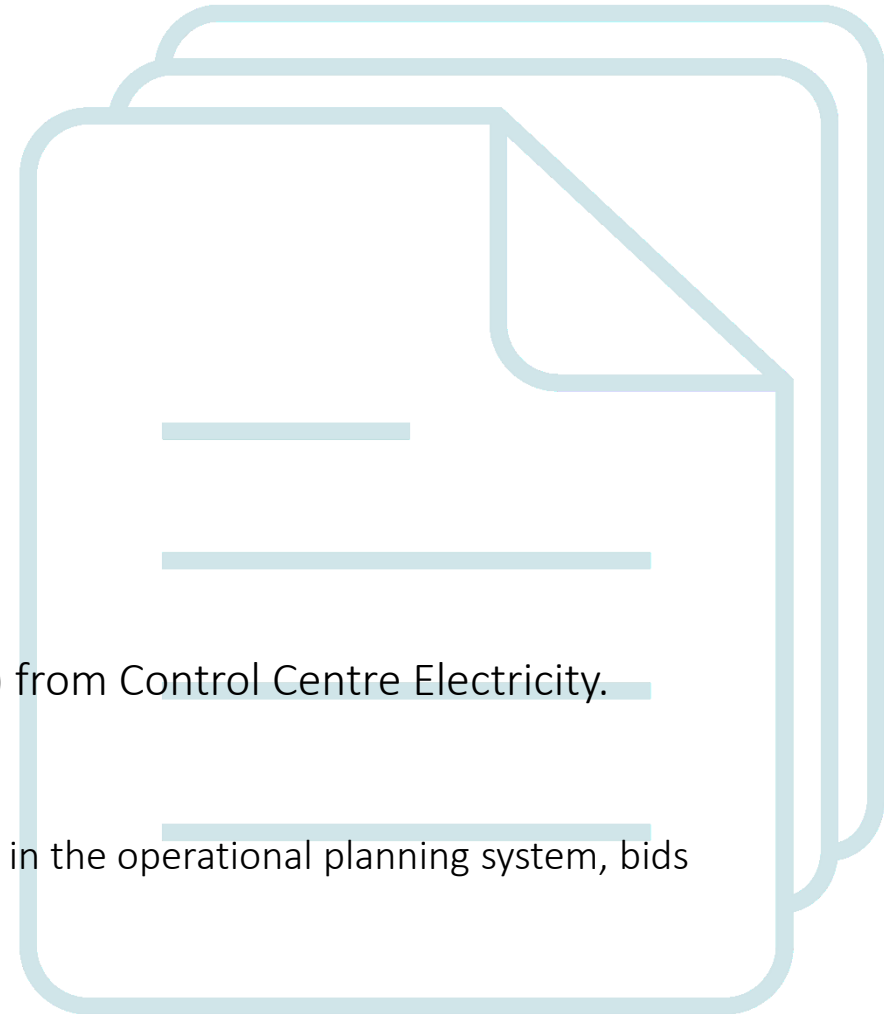 from Control Centre Electricity.
in the operational planning system, bids